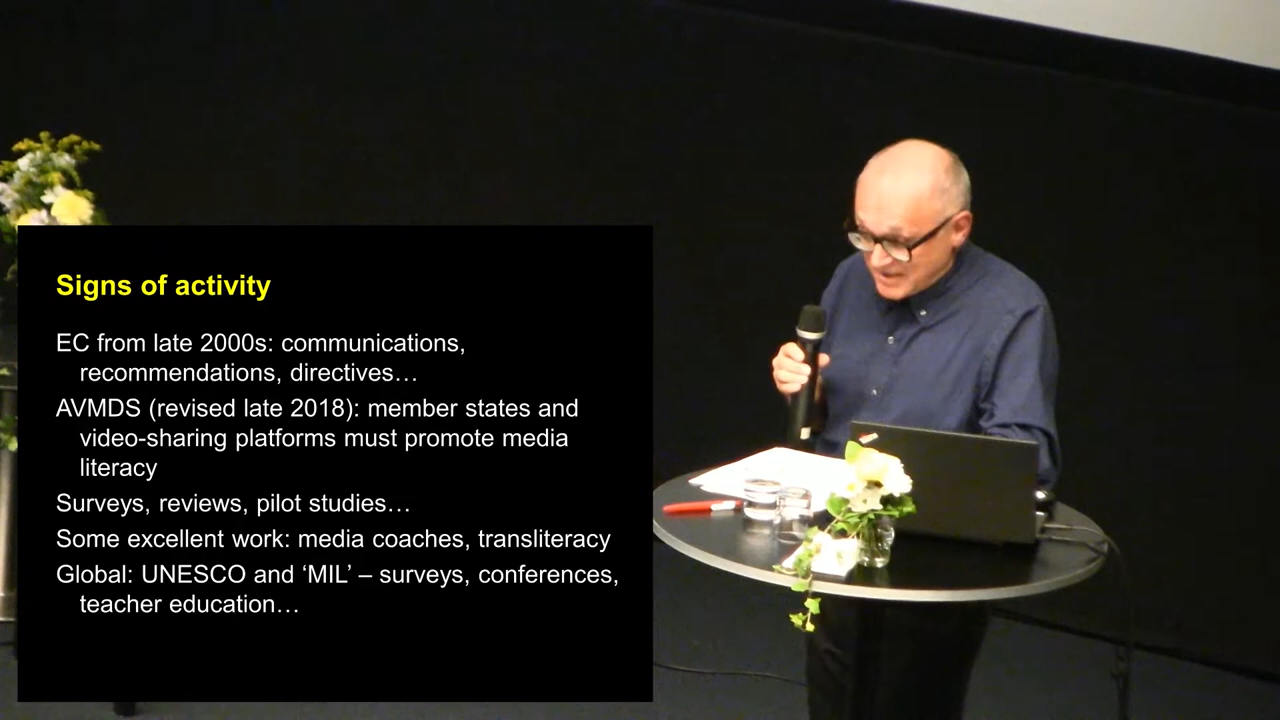 Signs of activity
EC from late 2000s: communications,
recommendations, directives…
AVMDS (revised late 2018): member states and
video-sharing platforms must promote media
literacy
Surveys, reviews, pilot studies…
Some excellent work: media coaches, transliteracy
Global: UNESCO and ‘MIL’ – surveys, conferences,
teacher education…